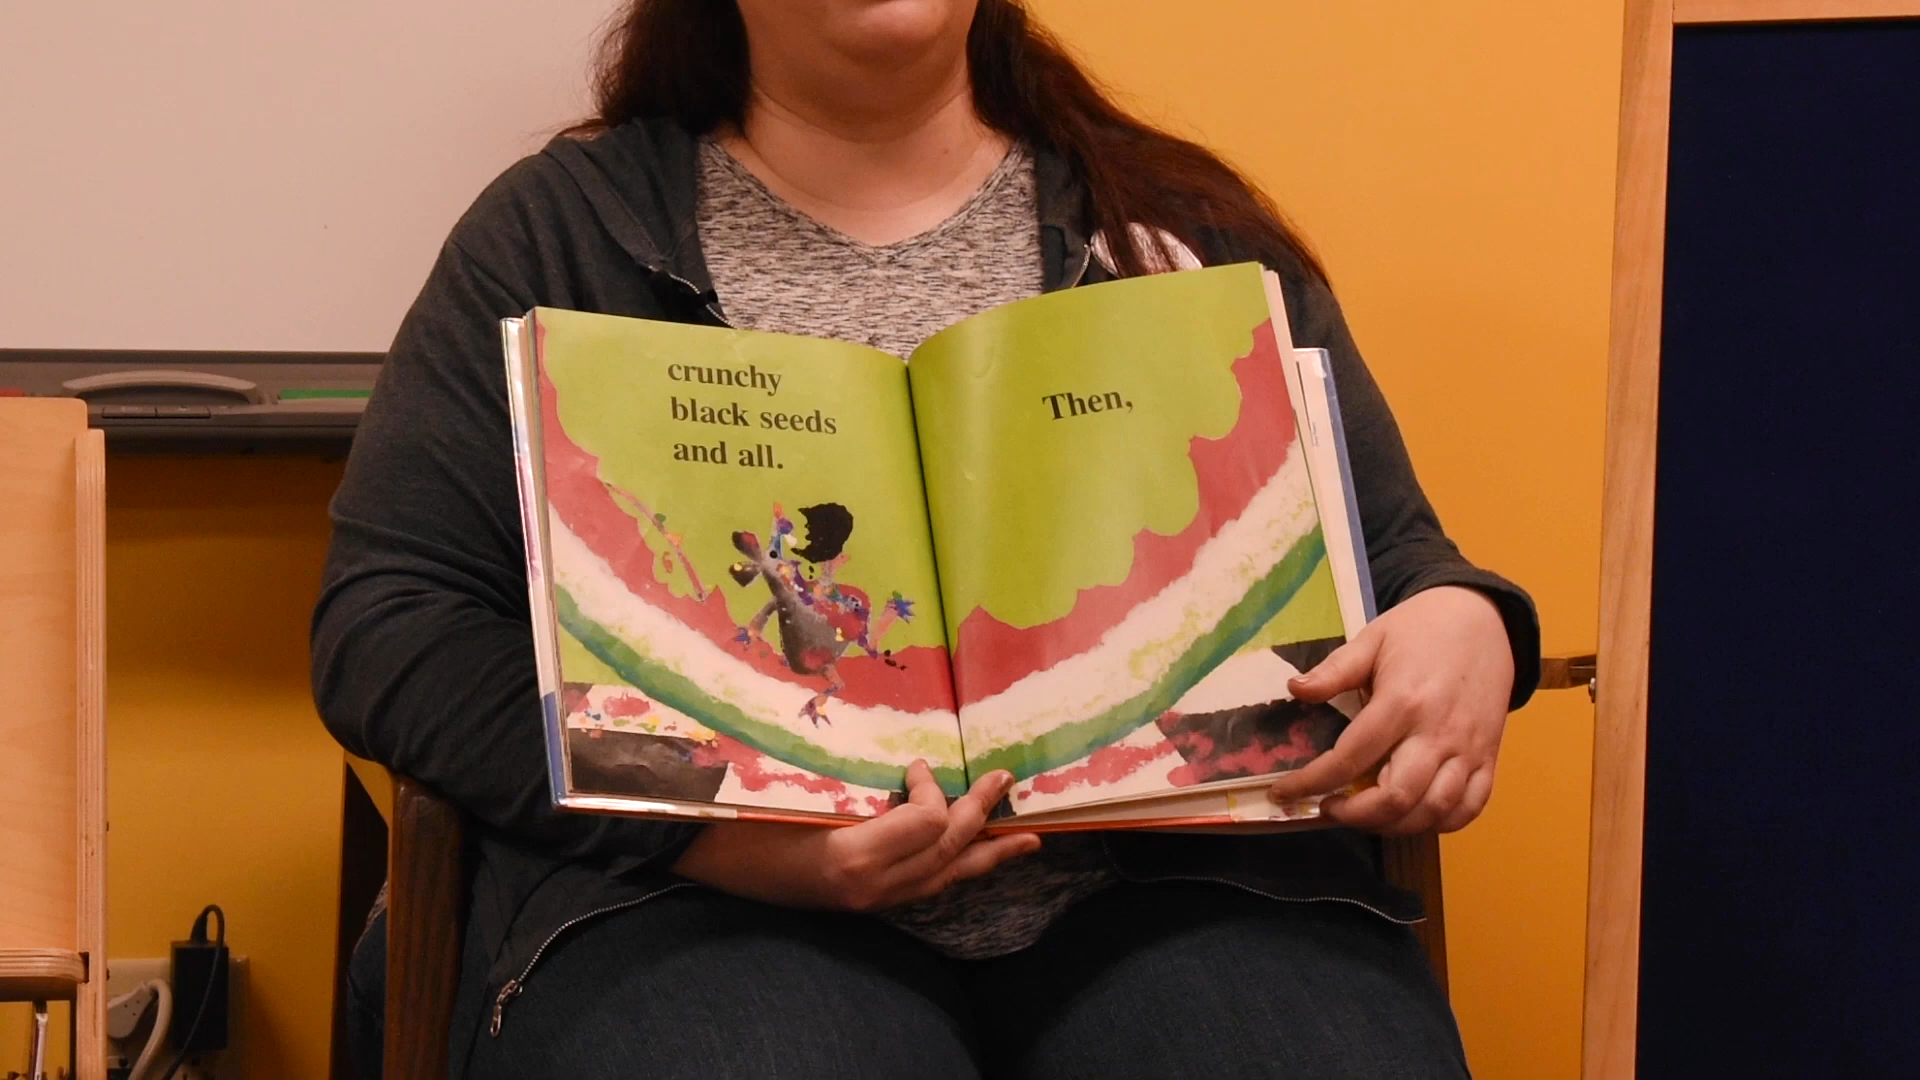 crunchy
black seeds
and all.
Then,